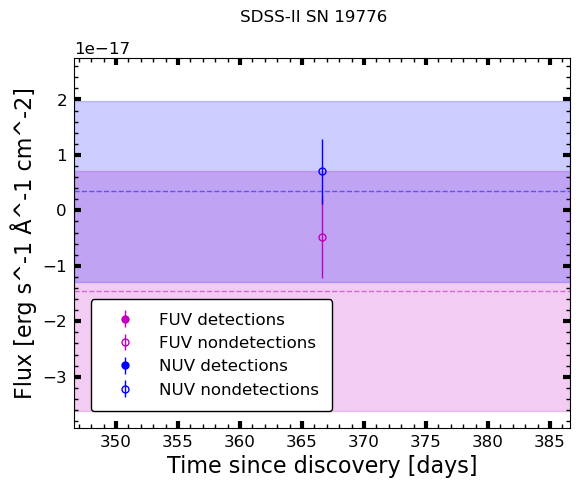 SDSS-II SN 19776
1e−17
Flux [erg s^-1 Å^-1 cm^-2]
2
1
0
−1
−2
−3
FUV detections
FUV nondetections
NUV detections
NUV nondetections
350 355 360 365 370 375 380 385
Time since discovery [days]